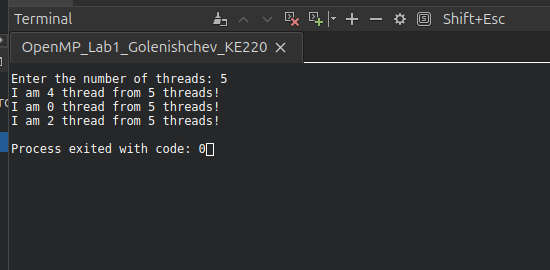 Terminal
Shift+Esc
OpenMP_Lab1_Golenishchev_KE220
Enter the number of threads: 5
I am 4 thread from 5 threads!
I am 0 thread from 5 threads!
I am 2 thread from 5 threads!
Process exited with code: 0